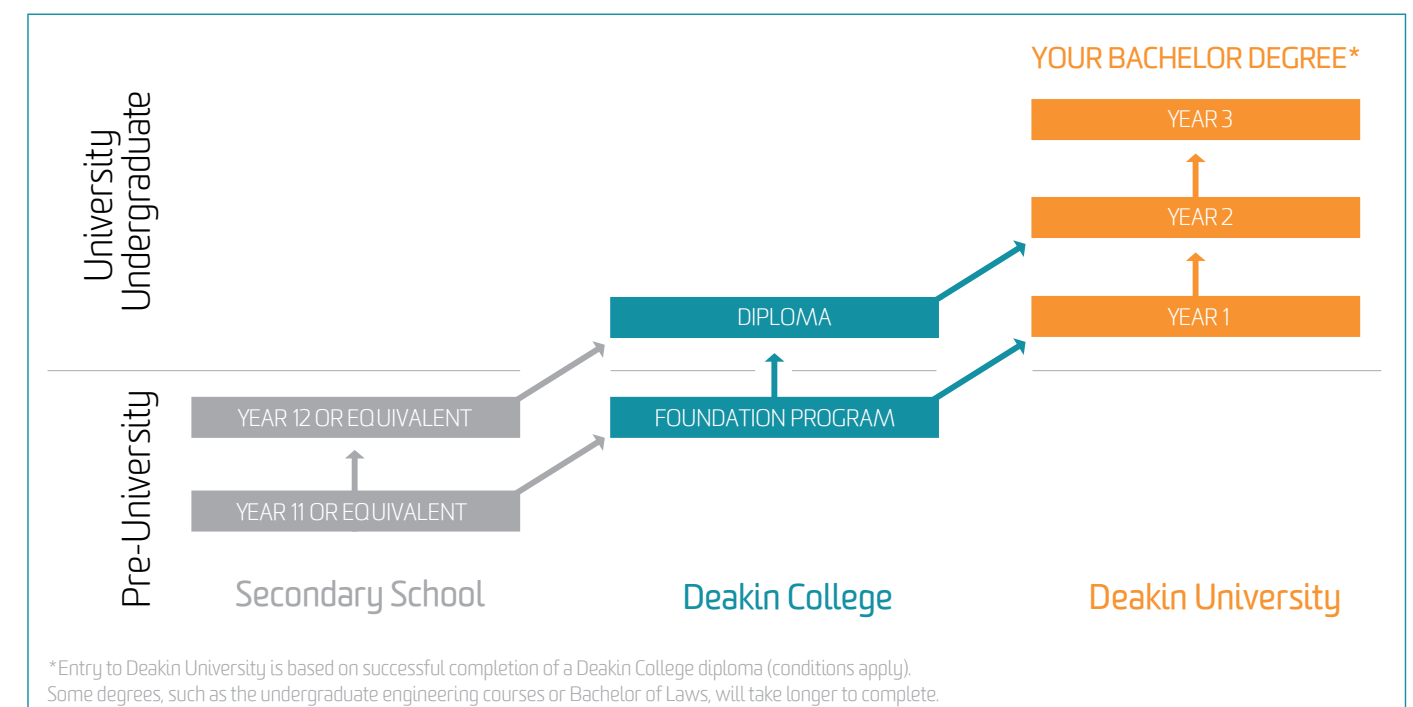 YOUR BACHELOR DEGREE*
University
Undergraduate
YEAR 3
YEAR 2
DIPLOMA
YEAR 1
Pre-University
YEAR 12 OR EQUIVALENT
FOUNDATION PROGRAM
YEAR 11 OR EQUIVALENT
Secondary School
Deakin College
Deakin University
*Entry to Deakin University is based on successful completion of a Deakin College diploma (conditions apply).
Some degrees, such as the undergraduate engineering courses or Bachelor of Laws, will take longer to complete.